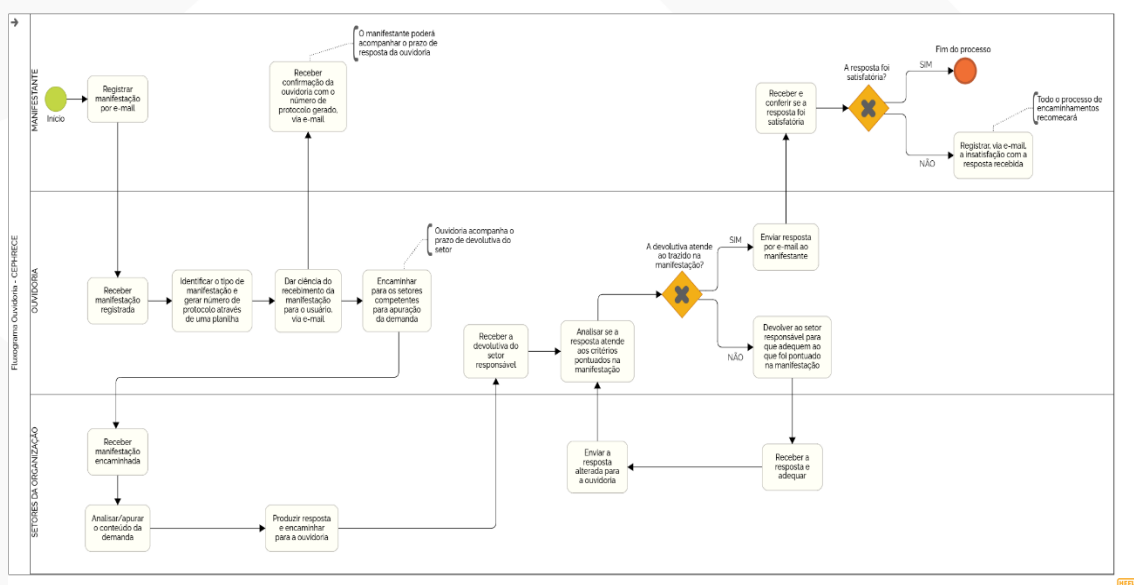 Fluxograma Ouvidoria - CEPHRECE
MANIFESTANTE
Início
Registrar
manifestação
por e-mail
Receber
confirmação da
ouvidoria com o
número de
protocolo gerado,
via e-mail
O manifestante poderá
acompanhar o prazo de
resposta da ouvidoria
Receber e
conferir se a
resposta foi
satisfatória
A resposta foi
satisfatória?
SIM
Fim do processo
NÃO
Registrar, via e-mail,
a insatisfação com a
resposta recebida
Todo o processo de
encaminhamentos
recomecará
OUVIDORIA
Receber
manifestação
registrada
Identificar o tipo de
manifestação e
gerar número de
protocolo através
de uma planilha
Dar ciência do
recebimento da
manifestação
para o usuário,
via e-mail
Encaminhar
para os setores
competentes
para apuração
da demanda
Ouvidoria acompanha o
prazo de devolutiva do
setor
Receber a
devolutiva do
setor
responsável
Analisar se a
resposta atende
aos critérios
pontuados na
manifestação
A devolutiva atende
ao trazido na
manifestação?
SIM
Enviar resposta
por e-mail ao
manifestante
NÃO
Devolver ao setor
responsável para
que adequem ao
que foi pontuado
na manifestação
SETORES DA ORGANIZAÇÃO
Receber
manifestação
encaminhada
Analisar/apurar
o conteúdo da
demanda
Produzir resposta
e encaminhar
para a ouvidoria
Enviar a
resposta
alterada para
a ouvidoria
Receber a
resposta e
adequar